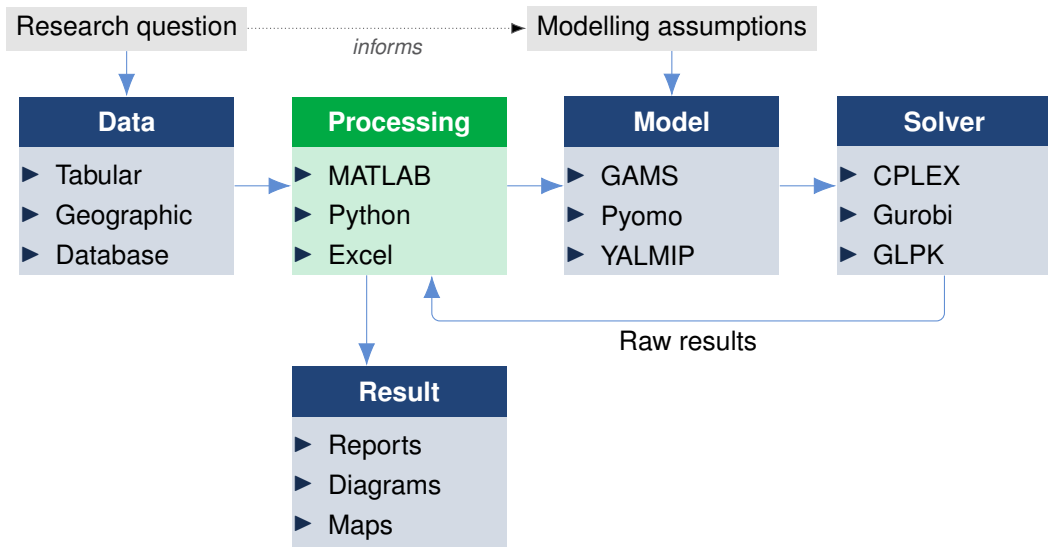 Research question
informs
Modelling assumptions
Data
Tabular
Geographic
Database
Processing
MATLAB
Python
Excel
Model
GAMS
Pyomo
YALMIP
Solver
CPLEX
Gurobi
GLPK
Raw results
Result
Reports
Diagrams
Maps